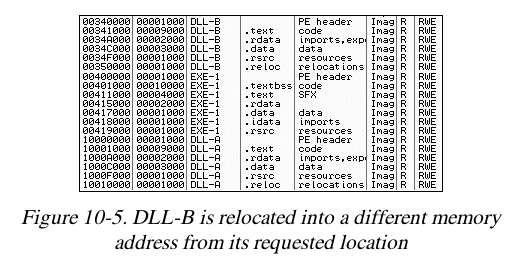 00340000 00001000 DLL-B PE header Imag R RWE
00341000 00009000 DLL-B .text code Imag R RWE
0034A000 00002000 DLL-B .rdata imports,expo Imag R RWE
0034C000 00003000 DLL-B .data data Imag R RWE
0034F000 00001000 DLL-B .rsrc resources Imag R RWE
00350000 00001000 DLL-B .reloc relocations Imag R RWE
00400000 00001000 EXE-1 PE header Imag R RWE
00401000 00010000 EXE-1 .textbss code Imag R RWE
00411000 00004000 EXE-1 .text SFX Imag R RWE
00415000 00002000 EXE-1 .rdata Imag R RWE
00417000 00001000 EXE-1 .data data Imag R RWE
00418000 00001000 EXE-1 .idata imports Imag R RWE
00419000 00001000 EXE-1 .rsrc resources Imag R RWE
10000000 00001000 DLL-A PE header Imag R RWE
10001000 00009000 DLL-A .text code Imag R RWE
1000A000 00002000 DLL-A .rdata imports,expo Imag R RWE
1000C000 00003000 DLL-A .data data Imag R RWE
1000F000 00001000 DLL-A .rsrc resources Imag R RWE
10010000 00001000 DLL-A .reloc relocations Imag R RWE
Figure 10-5. DLL-B is relocated into a different memory
address from its requested location